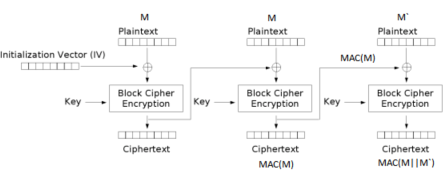 M M M`
Plaintext Plaintext Plaintext
Initialization Vector (IV) MAC(M)
Key Block Cipher Encryption Key Block Cipher Encryption Key Block Cipher Encryption
Ciphertext Ciphertext Ciphertext
MAC(M) MAC(M||M`)